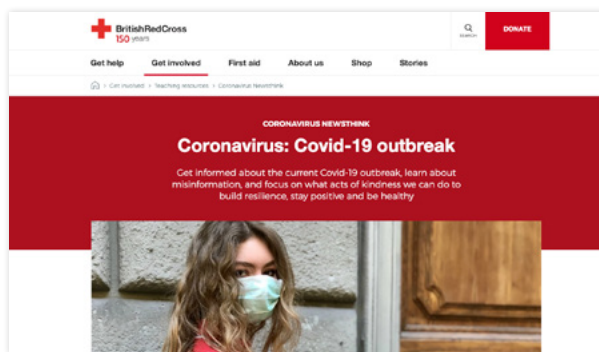 BritishRedCross
150 years
Search
DONATE
Get help Get involved First aid About us Shop Stories
> Get involved > Teaching resources > Coronavirus Newsthink
CORONAVIRUS NEWSTHINK
Coronavirus: Covid-19 outbreak
Get informed about the current Covid-19 outbreak, learn about
misinformation, and focus on what acts of kindness we can do to
build resilience, stay positive and be healthy